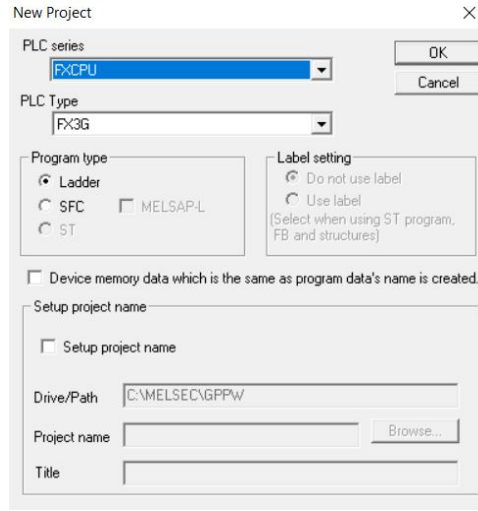 New Project
PLC series
FXCPU
OK
Cancel
PLC Type
FX3G
Program type
Ladder
SFC
MELSAP-L
ST
Label setting
Do not use label
Use label
(Select when using ST program,
FB and structures)
Device memory data which is the same as program data's name is created.
Setup project name
Setup project name
Drive/Path
C:\MELSEC\GPPW
Project name
Browse...
Title